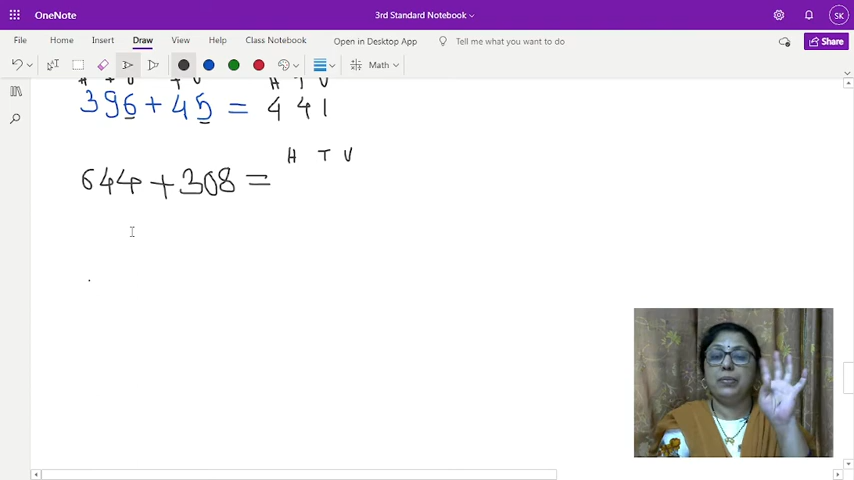 OneNote
3rd Standard Notebook
SK
File Home Insert Draw View Help Class Notebook Open in Desktop App Tell me what you want to do Share
Math
H T U T U H T U
396 + 45 = 441
H T U
644 + 308 =